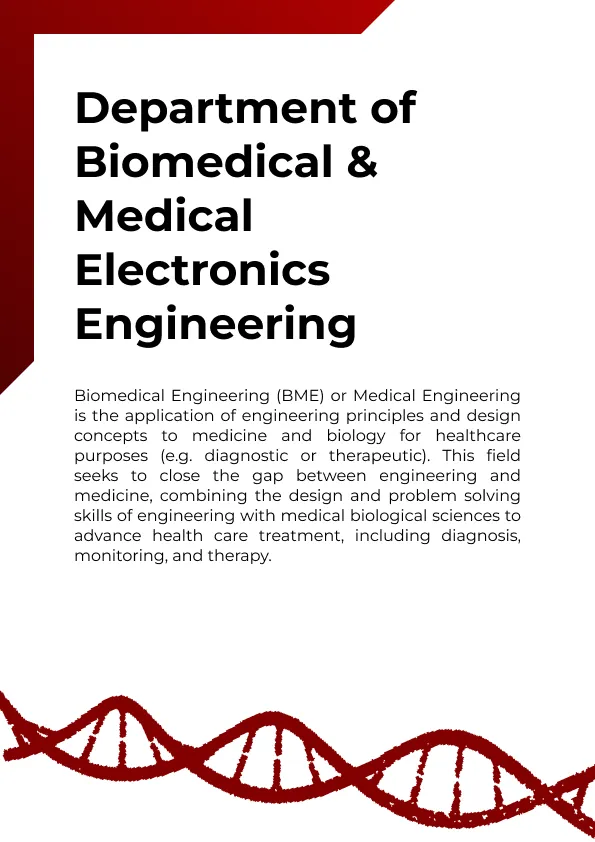 Department of
Biomedical &
Medical
Electronics
Engineering
Biomedical Engineering (BME) or Medical Engineering
is the application of engineering principles and design
concepts to medicine and biology for healthcare
purposes (e.g. diagnostic or therapeutic). This field
seeks to close the gap between engineering and
medicine, combining the design and problem solving
skills of engineering with medical biological sciences to
advance health care treatment, including diagnosis,
monitoring, and therapy.